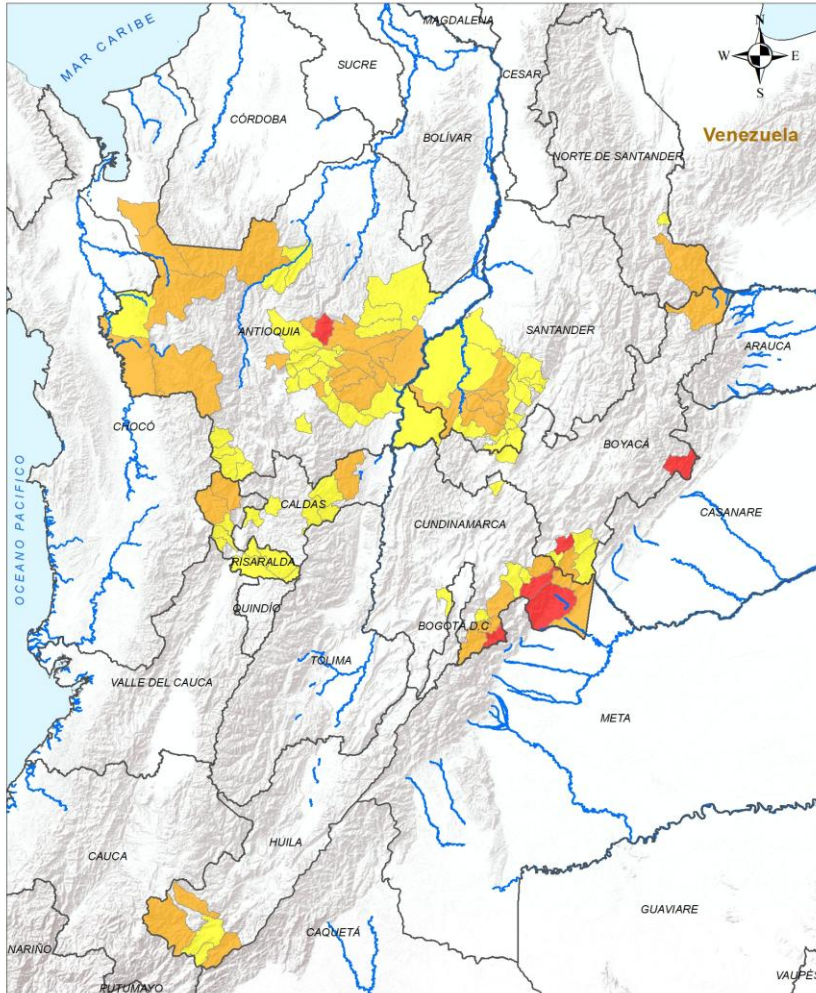 MAGDALENA
MAR CARIBE
N
W E
S
SUCRE
CESAR
CÓRDOBA
BOLÍVAR
Venezuela
NORTE DE SANTANDER
ANTIOQUIA
SANTANDER
ARAUCA
CHOCÓ
BOYACÁ
OCEANO PACIFICO
CALDAS
CASANARE
CUNDINAMARCA
RISARALDA
QUINDÍO
BOGOTÁ, D.C
TOLIMA
VALLE DEL CAUCA
META
HUILA
CAUCA
GUAVIARE
CAQUETÁ
NARIÑO
PUTUMAYO
VAUPÉS